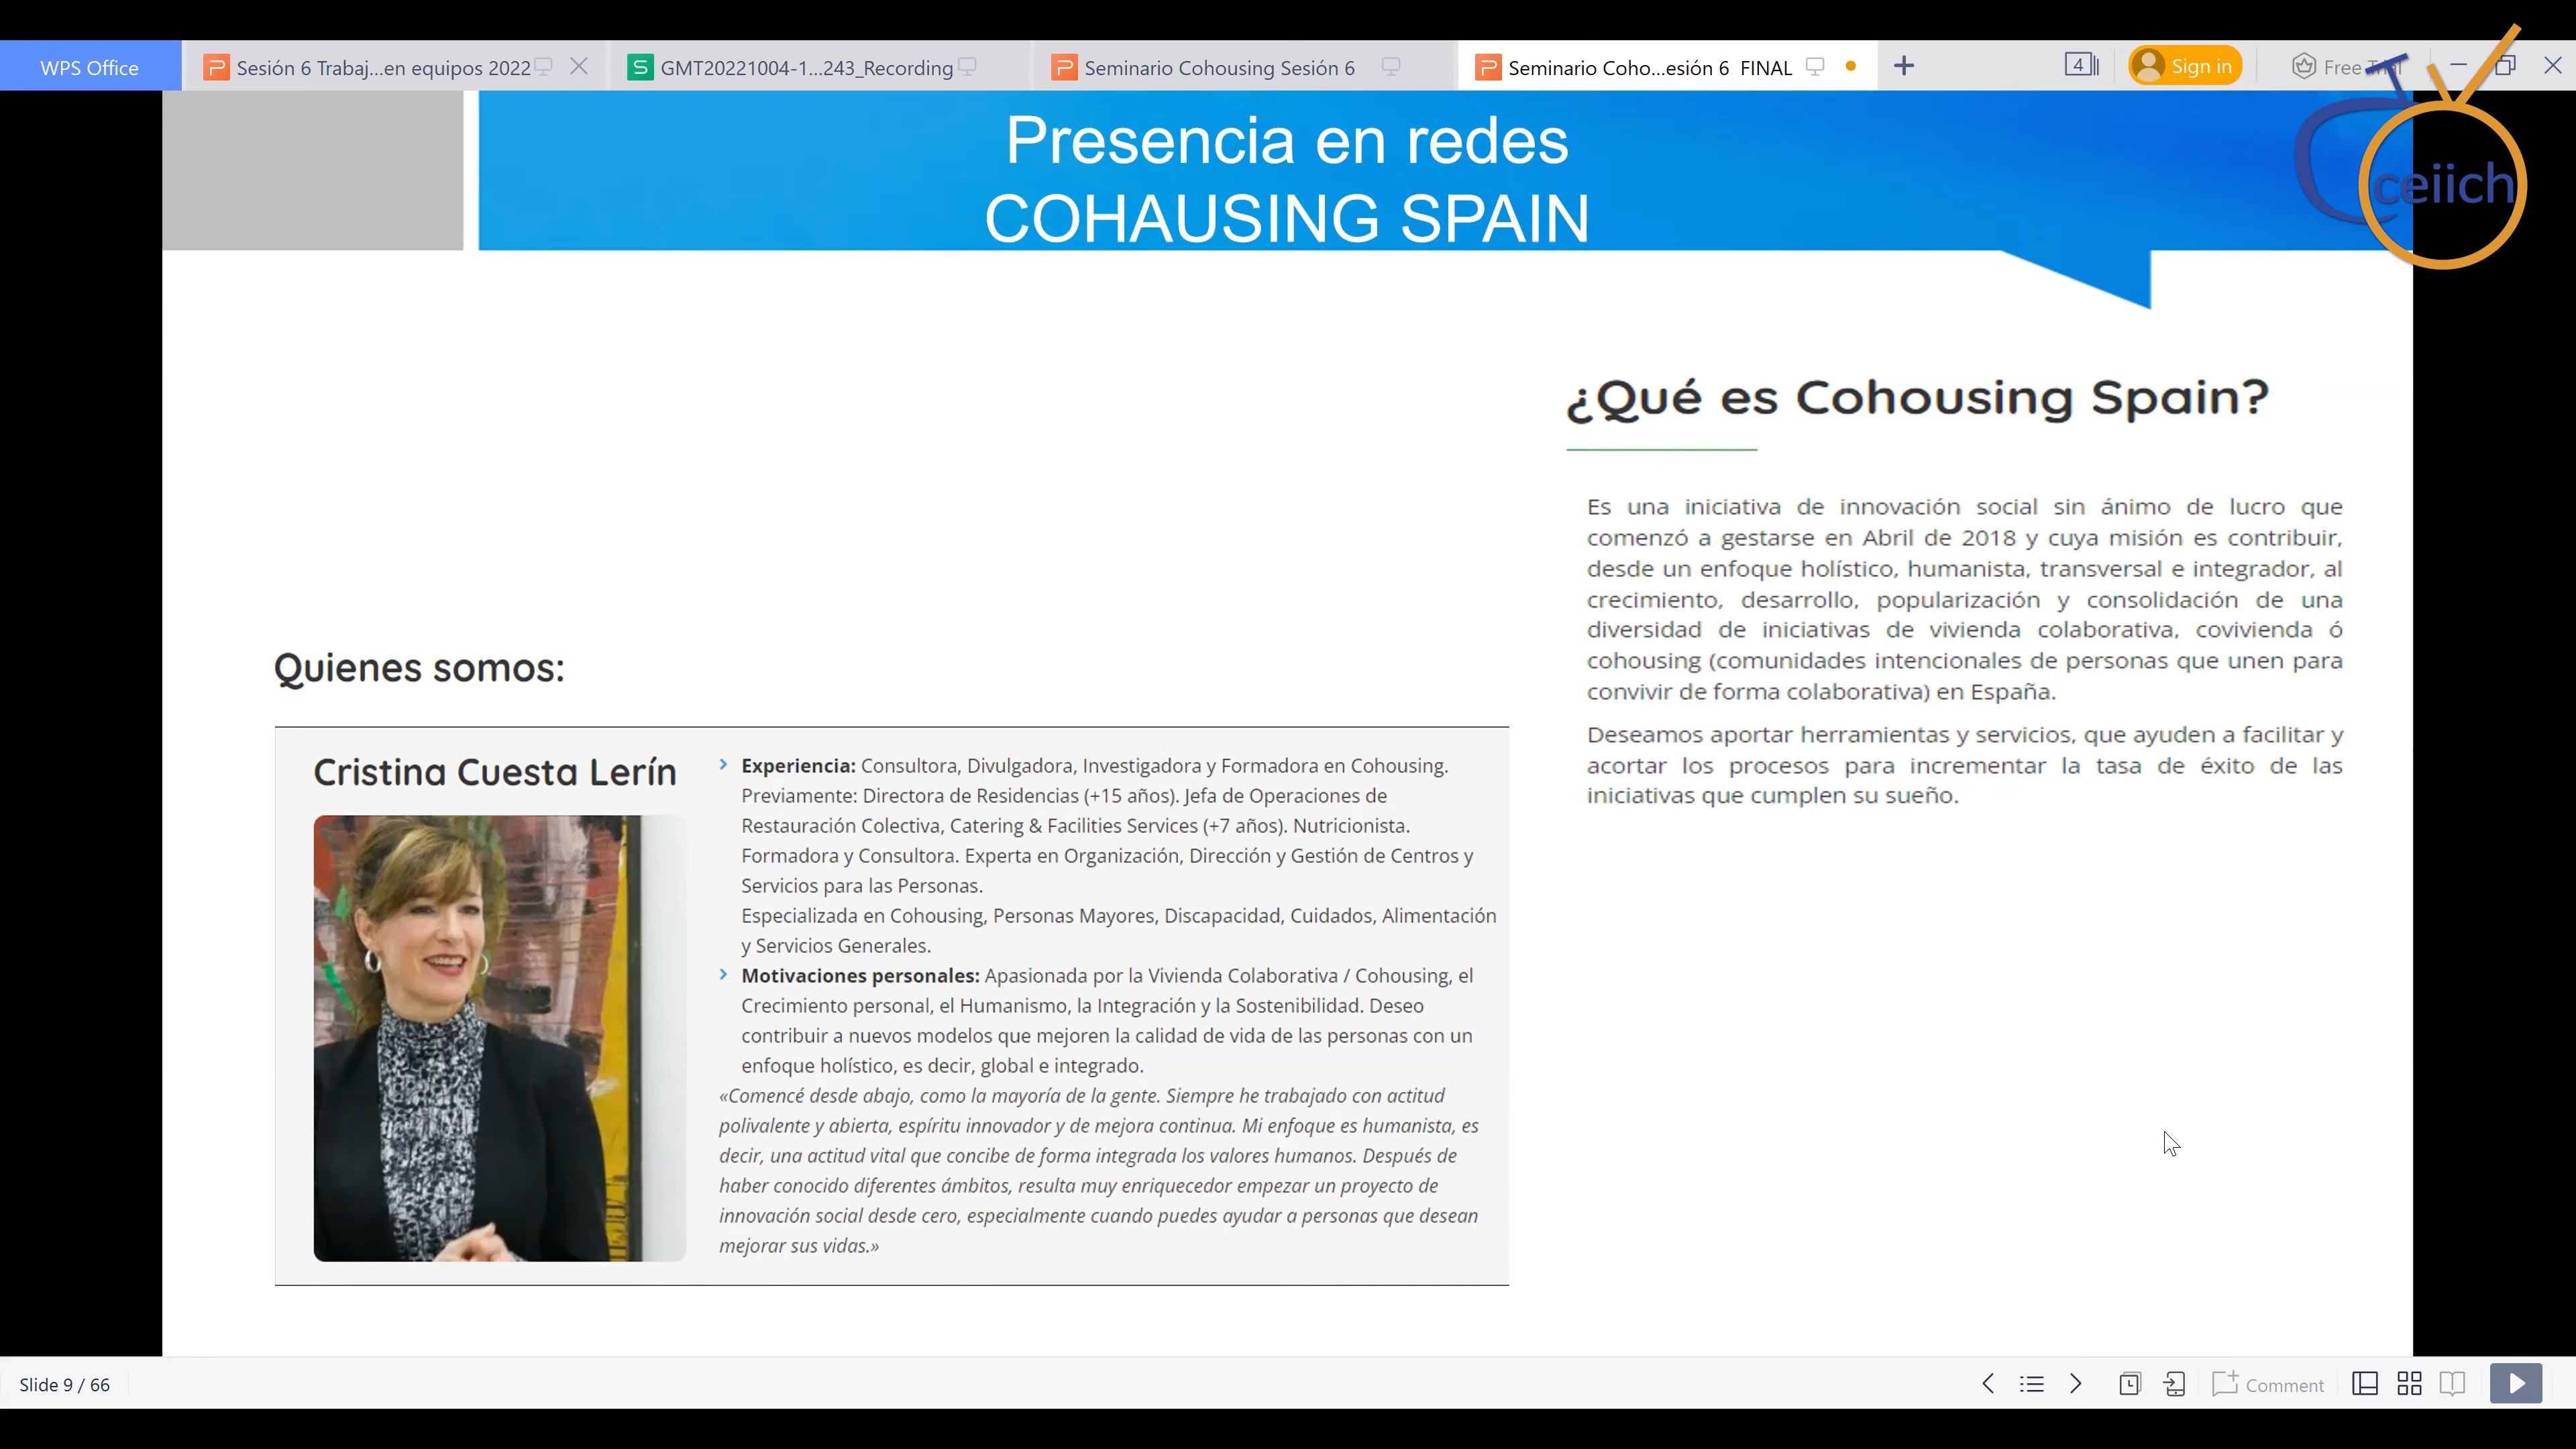 WPS Office
Sesión 6 Trabaj...en equipos 2022
GMT20221004-1...243_Recording
Seminario Cohousing Sesión 6
Seminario Coho...esión 6 FINAL
4
Sign in
Free Trial
TV
ceiich
Presencia en redes
COHAUSING SPAIN
¿Qué es Cohousing Spain?
Es una iniciativa de innovación social sin ánimo de lucro que
comenzó a gestarse en Abril de 2018 y cuya misión es contribuir,
desde un enfoque holístico, humanista, transversal e integrador, al
crecimiento, desarrollo, popularización y consolidación de una
diversidad de iniciativas de vivienda colaborativa, covivienda ó
cohousing (comunidades intencionales de personas que unen para
convivir de forma colaborativa) en España.
Deseamos aportar herramientas y servicios, que ayuden a facilitar y
acortar los procesos para incrementar la tasa de éxito de las
iniciativas que cumplen su sueño.
Quienes somos:
Cristina Cuesta Lerín
Experiencia: Consultora, Divulgadora, Investigadora y Formadora en Cohousing.
Previamente: Directora de Residencias (+15 años). Jefa de Operaciones de
Restauración Colectiva, Catering & Facilities Services (+7 años). Nutricionista.
Formadora y Consultora. Experta en Organización, Dirección y Gestión de Centros y
Servicios para las Personas.
Especializada en Cohousing, Personas Mayores, Discapacidad, Cuidados, Alimentación
y Servicios Generales.
Motivaciones personales: Apasionada por la Vivienda Colaborativa / Cohousing, el
Crecimiento personal, el Humanismo, la Integración y la Sostenibilidad. Deseo
contribuir a nuevos modelos que mejoren la calidad de vida de las personas con un
enfoque holístico, es decir, global e integrado.
«Comencé desde abajo, como la mayoría de la gente. Siempre he trabajado con actitud
polivalente y abierta, espíritu innovador y de mejora continua. Mi enfoque es humanista, es
decir, una actitud vital que concibe de forma integrada los valores humanos. Después de
haber conocido diferentes ámbitos, resulta muy enriquecedor empezar un proyecto de
innovación social desde cero, especialmente cuando puedes ayudar a personas que desean
mejorar sus vidas.»
Slide 9 / 66
Comment